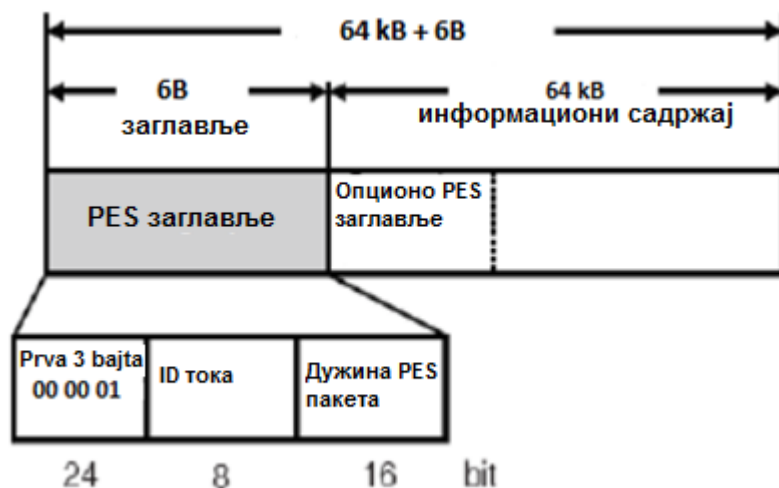 64 kB + 6B
6B
64 kB
заглавље
информациони садржај
PES заглавље
Опционо PES
заглавље
Prva 3 bajta
00 00 01
ID тока
Дужина PES
пакета
24
8
16
bit